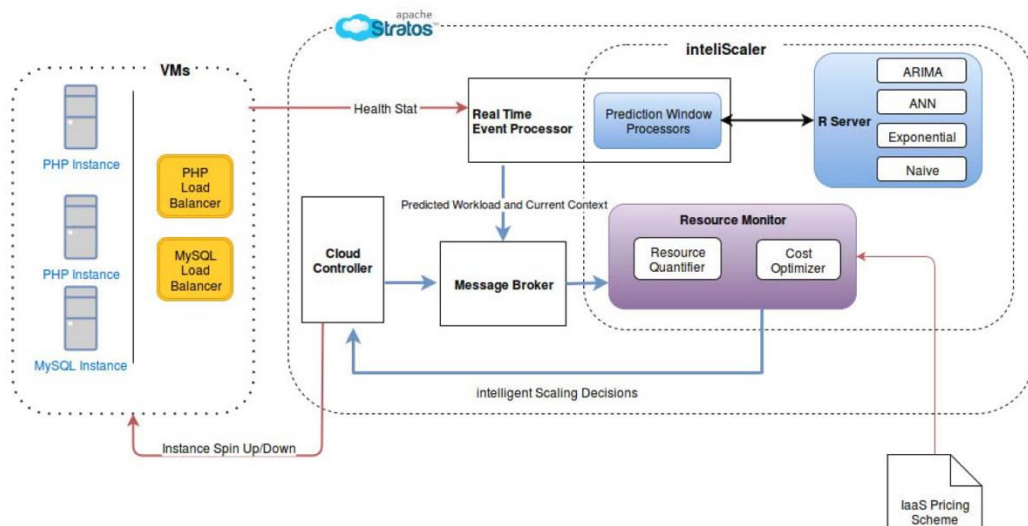 apache
Stratos
VMs
inteliScaler
PHP Instance
PHP Instance
MySQL Instance
PHP
Load
Balancer
MySQL
Load
Balancer
Health Stat
Real Time
Event Processor
Prediction Window
Processors
R Server
ARIMA
ANN
Exponential
Naive
Predicted Workload and Current Context
Cloud
Controller
Message Broker
Resource Monitor
Resource
Quantifier
Cost
Optimizer
intelligent Scaling Decisions
Instance Spin Up/Down
IaaS Pricing
Scheme